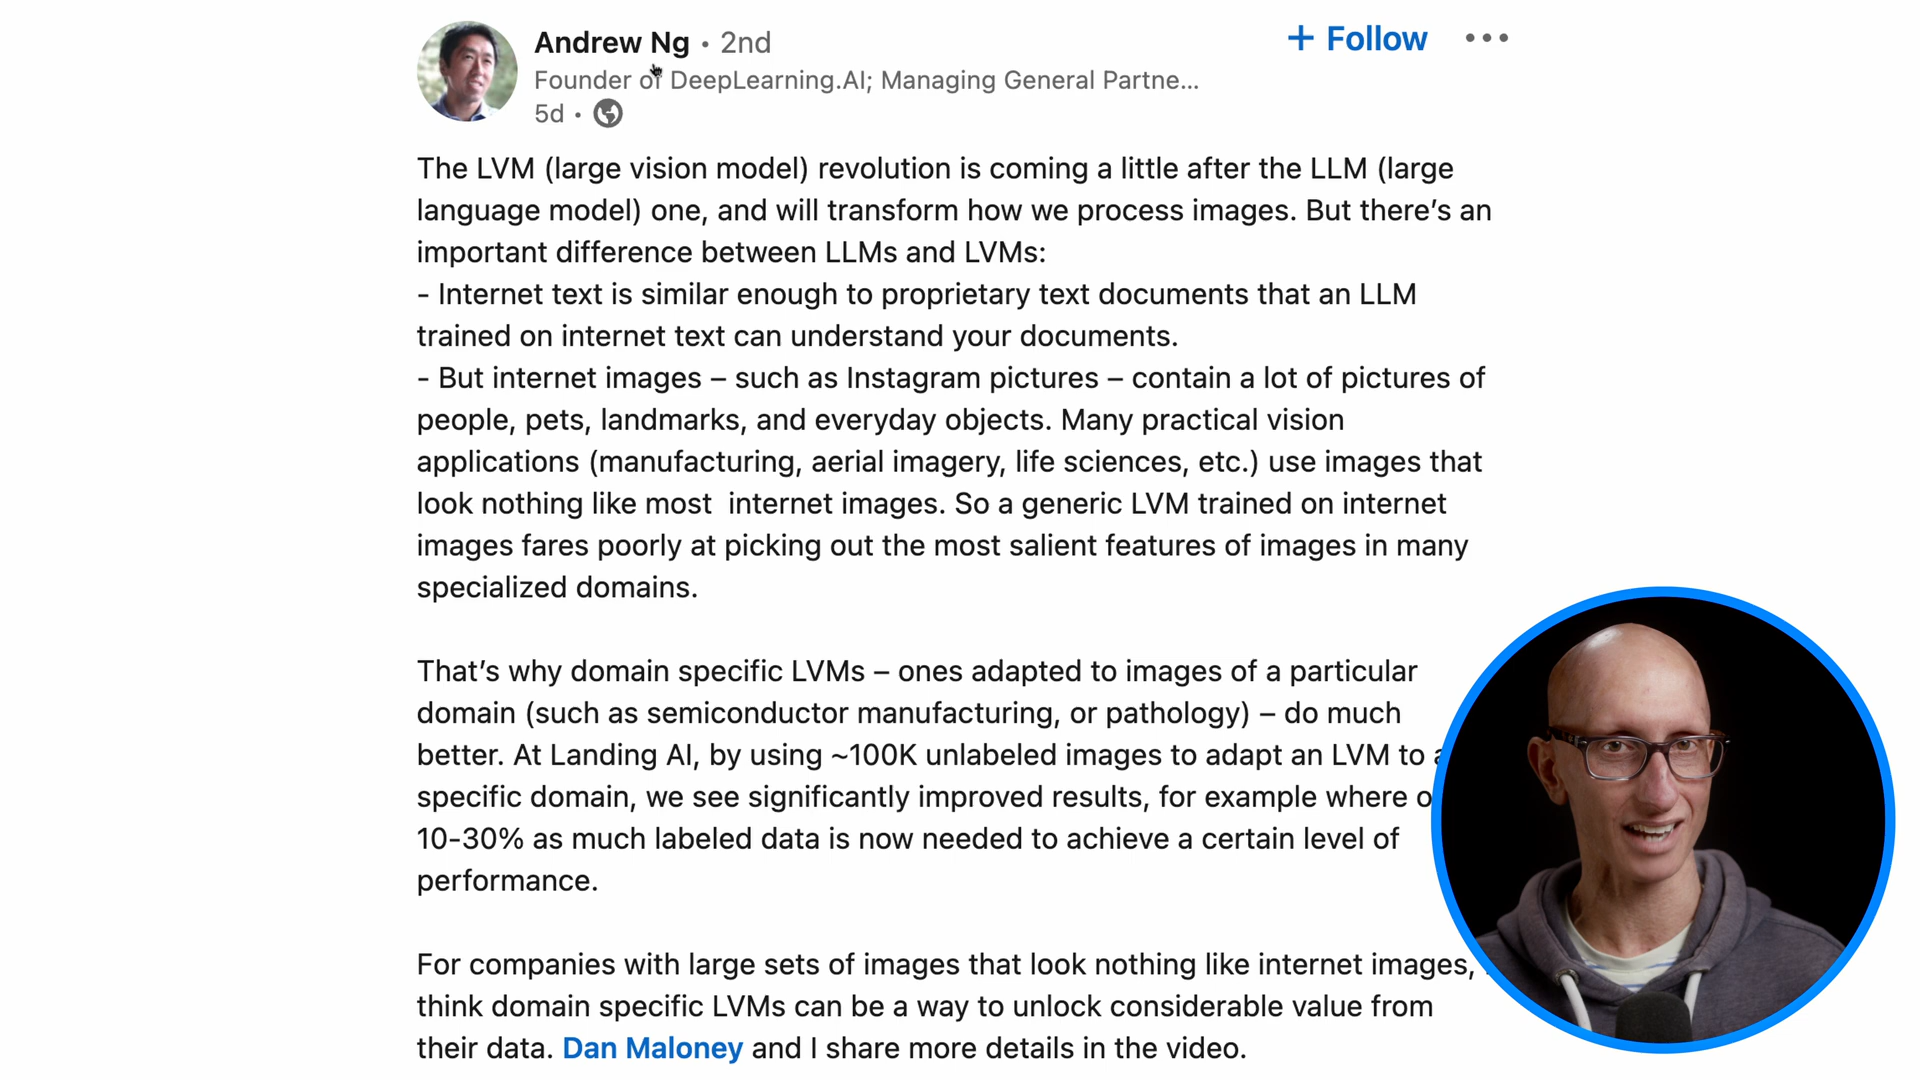 Andrew Ng • 2nd
+ Follow
Founder of DeepLearning.AI; Managing General Partne...
5d •
The LVM (large vision model) revolution is coming a little after the LLM (large
language model) one, and will transform how we process images. But there’s an
important difference between LLMs and LVMs:
- Internet text is similar enough to proprietary text documents that an LLM
trained on internet text can understand your documents.
- But internet images – such as Instagram pictures – contain a lot of pictures of
people, pets, landmarks, and everyday objects. Many practical vision
applications (manufacturing, aerial imagery, life sciences, etc.) use images that
look nothing like most  internet images. So a generic LVM trained on internet
images fares poorly at picking out the most salient features of images in many
specialized domains.
That’s why domain specific LVMs – ones adapted to images of a particular
domain (such as semiconductor manufacturing, or pathology) – do much
better. At Landing AI, by using ~100K unlabeled images to adapt an LVM to
specific domain, we see significantly improved results, for example where
10-30% as much labeled data is now needed to achieve a certain level of
performance.
For companies with large sets of images that look nothing like internet images,
think domain specific LVMs can be a way to unlock considerable value from
their data. Dan Maloney and I share more details in the video.